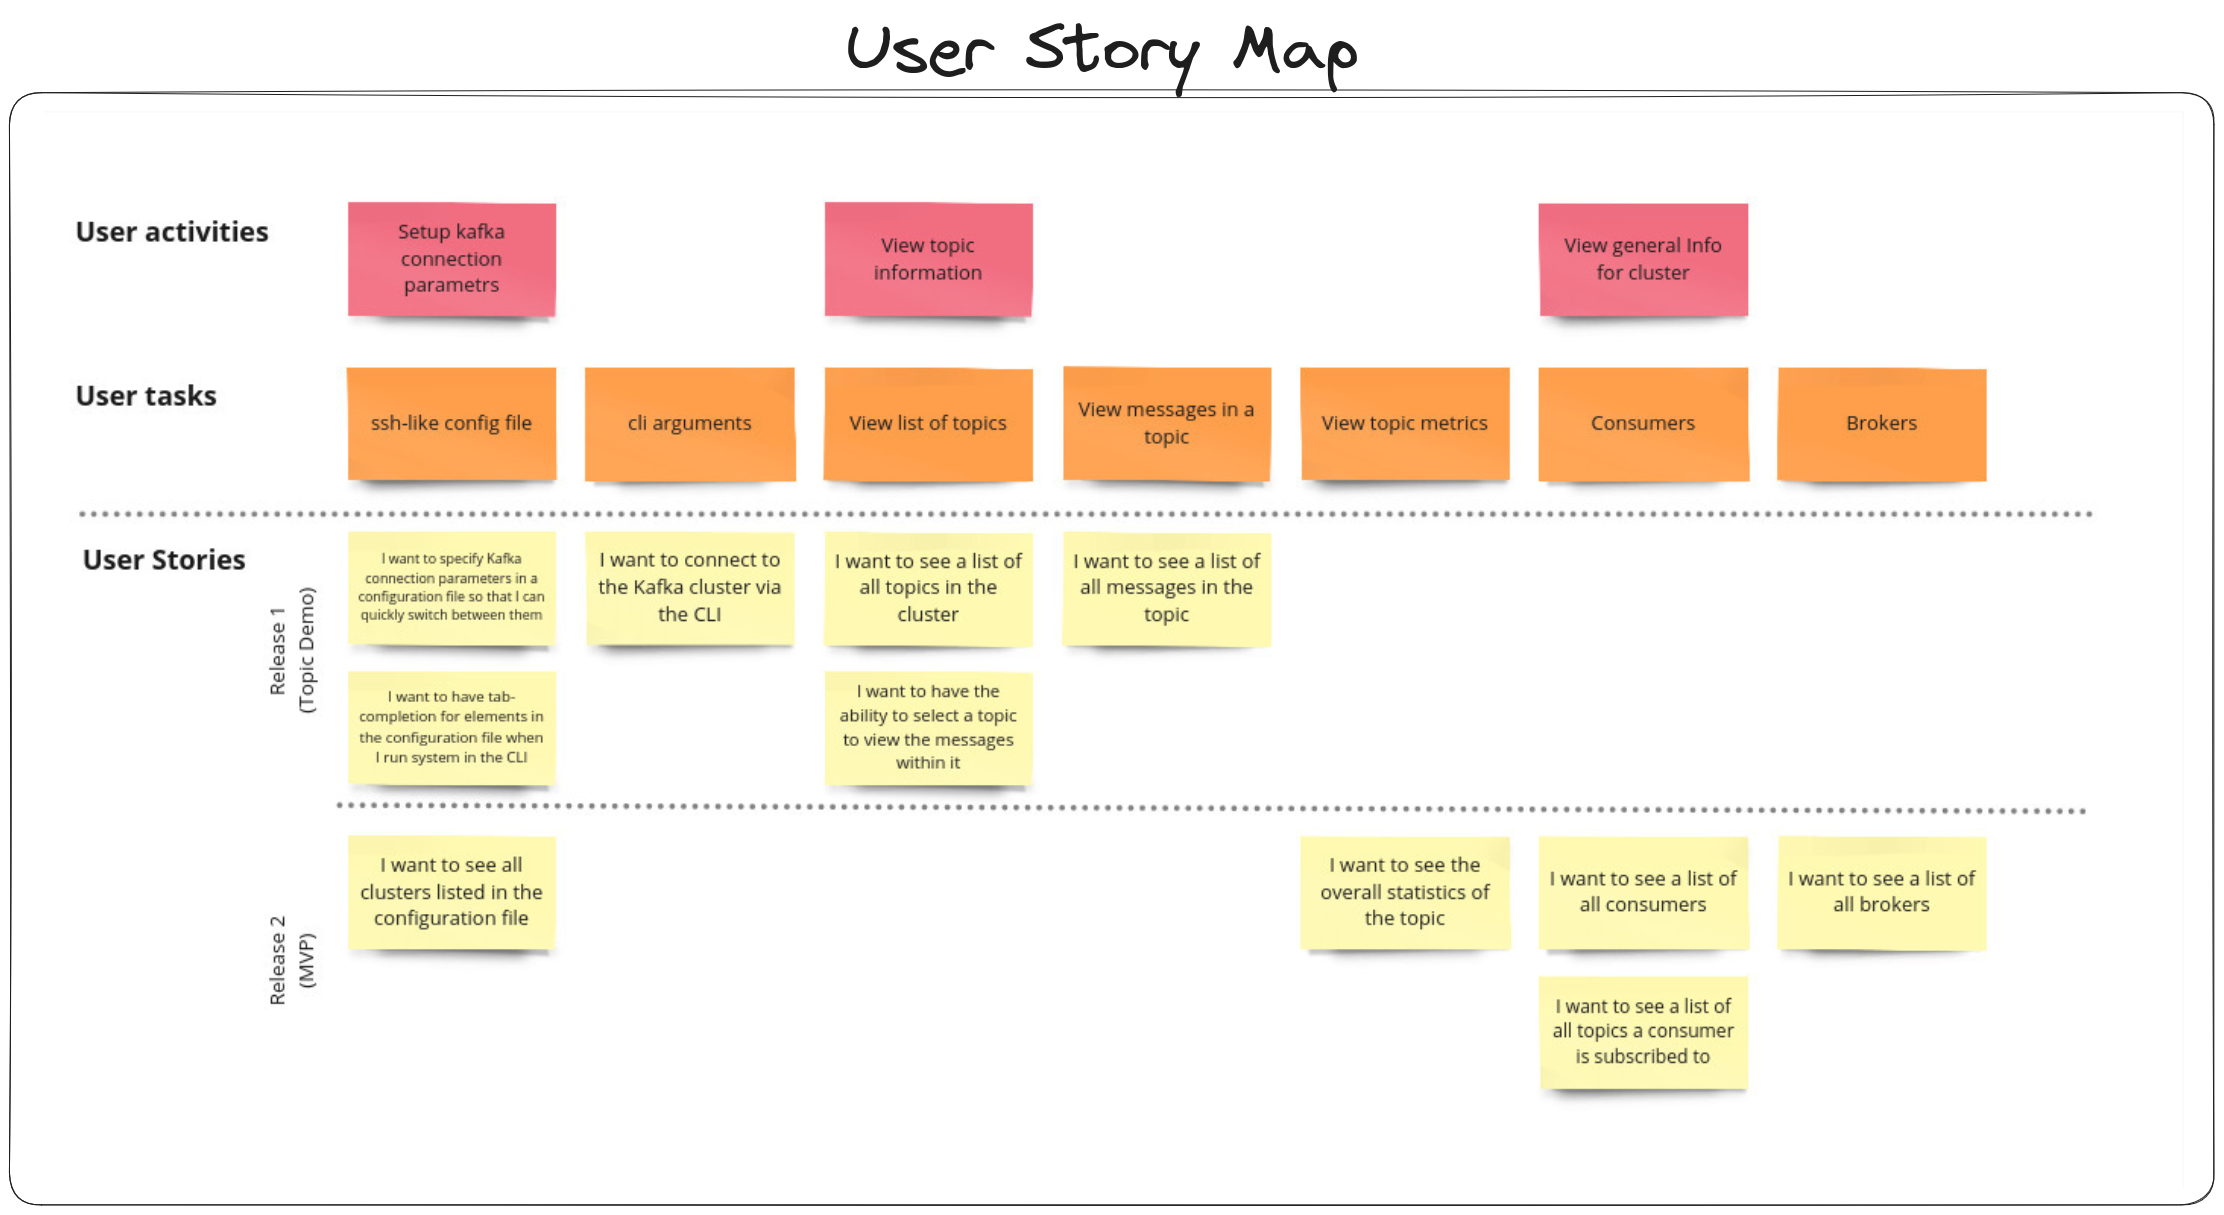 User Story Map
User activities
Setup kafka
connection
parametrs
View topic
information
View general Info
for cluster
User tasks
ssh-like config file
cli arguments
View list of topics
View messages in a
topic
View topic metrics
Consumers
Brokers
User Stories
Release 1
(Topic Demo)
I want to specify Kafka
connection parameters in a
configuration file so that I can
quickly switch between them
I want to connect to
the Kafka cluster via
the CLI
I want to see a list of
all topics in the
cluster
I want to see a list of
all messages in the
topic
I want to have tab-
completion for elements in
the configuration file when
I run system in the CLI
I want to have the
ability to select a topic
to view the messages
within it
Release 2
(MVP)
I want to see all
clusters listed in the
configuration file
I want to see the
overall statistics of
the topic
I want to see a list of
all consumers
I want to see a list of
all brokers
I want to see a list of
all topics a consumer
is subscribed to